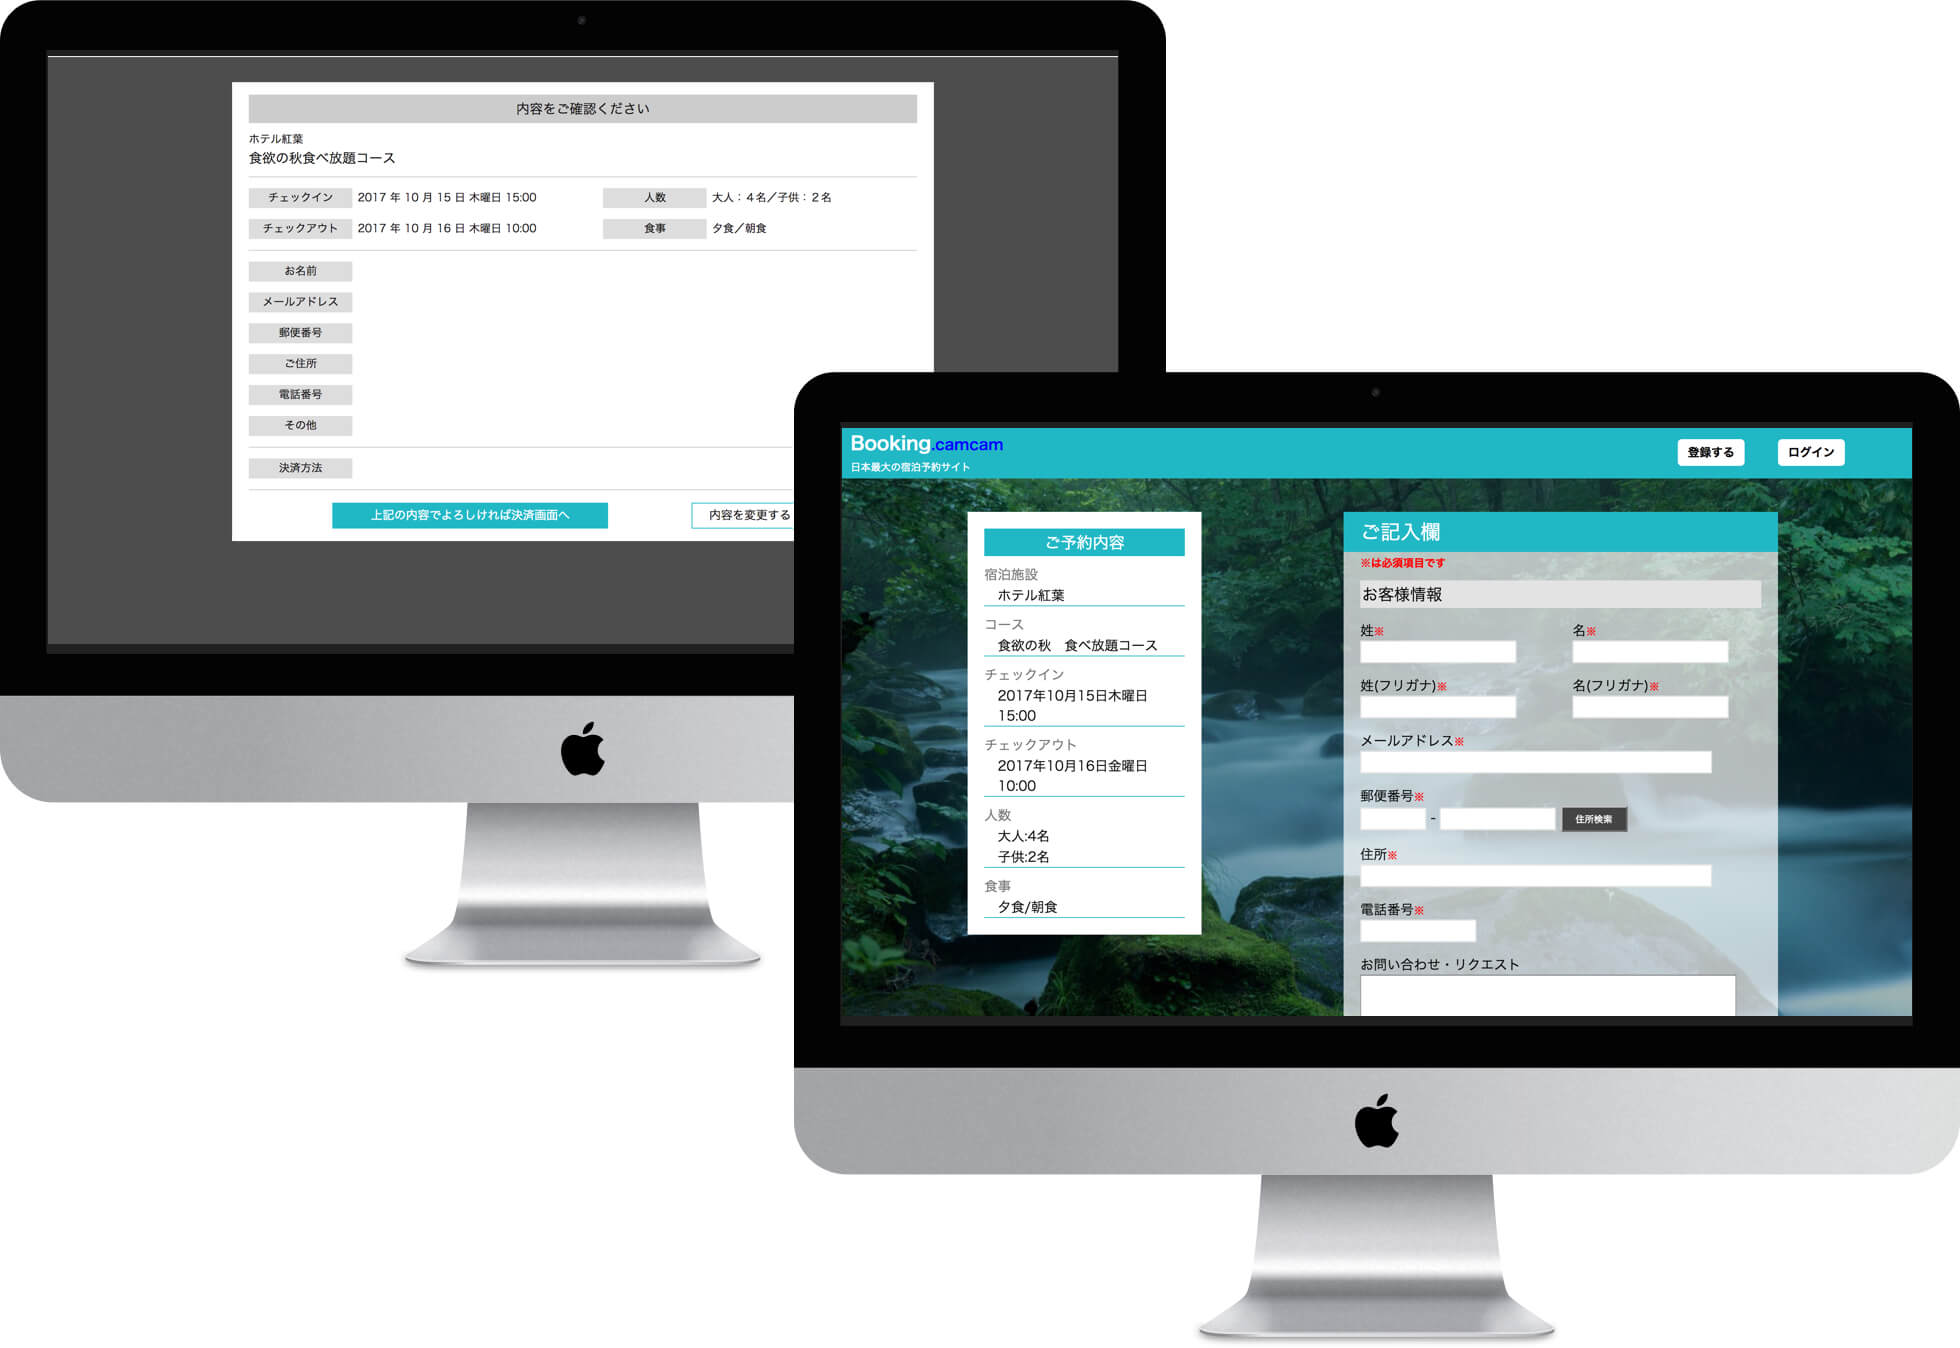 内容をご確認ください
ホテル紅葉
食欲の秋食べ放題コース
チェックイン 2017 年 10 月 15 日 木曜日 15:00 人数 大人：４名／子供：２名
チェックアウト 2017 年 10 月 16 日 木曜日 10:00 食事 夕食／朝食
お名前
メールアドレス
郵便番号
ご住所
電話番号
その他
決済方法
上記の内容でよろしければ決済画面へ 内容を変更する
Booking.camcam
日本最大の宿泊予約サイト
登録する ログイン
ご予約内容
宿泊施設
ホテル紅葉
コース
食欲の秋　食べ放題コース
チェックイン
2017年10月15日木曜日
15:00
チェックアウト
2017年10月16日金曜日
10:00
人数
大人:4名
子供:2名
食事
夕食/朝食
ご記入欄
※は必須項目です
お客様情報
姓※ 名※
姓(フリガナ)※ 名(フリガナ)※
メールアドレス※
郵便番号※
- 住所検索
住所※
電話番号※
お問い合わせ・リクエスト